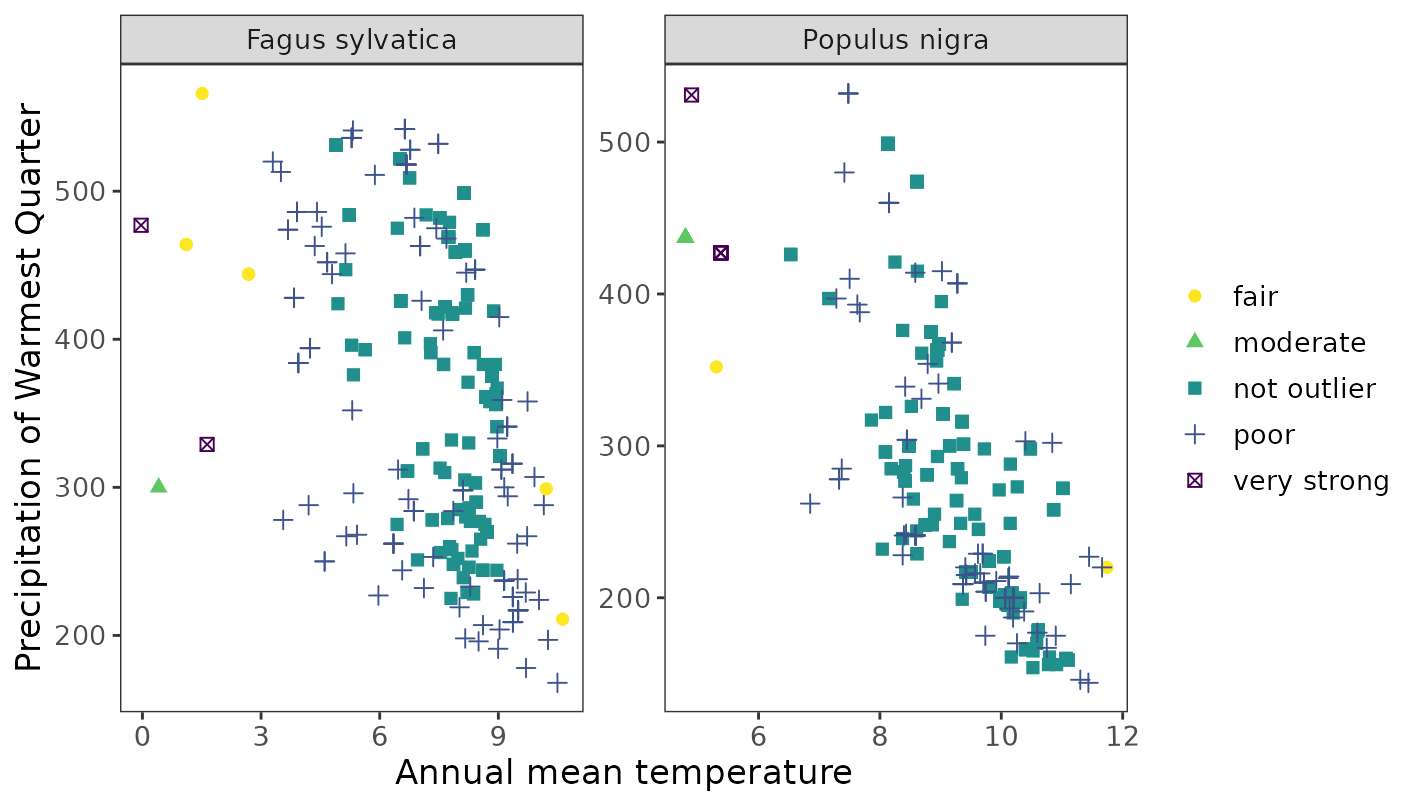 Fagus sylvatica
Populus nigra
Precipitation of Warmest Quarter
500
400
300
200
500
400
300
200
0
3
6
9
6
8
10
12
Annual mean temperature
fair
moderate
not outlier
poor
very strong